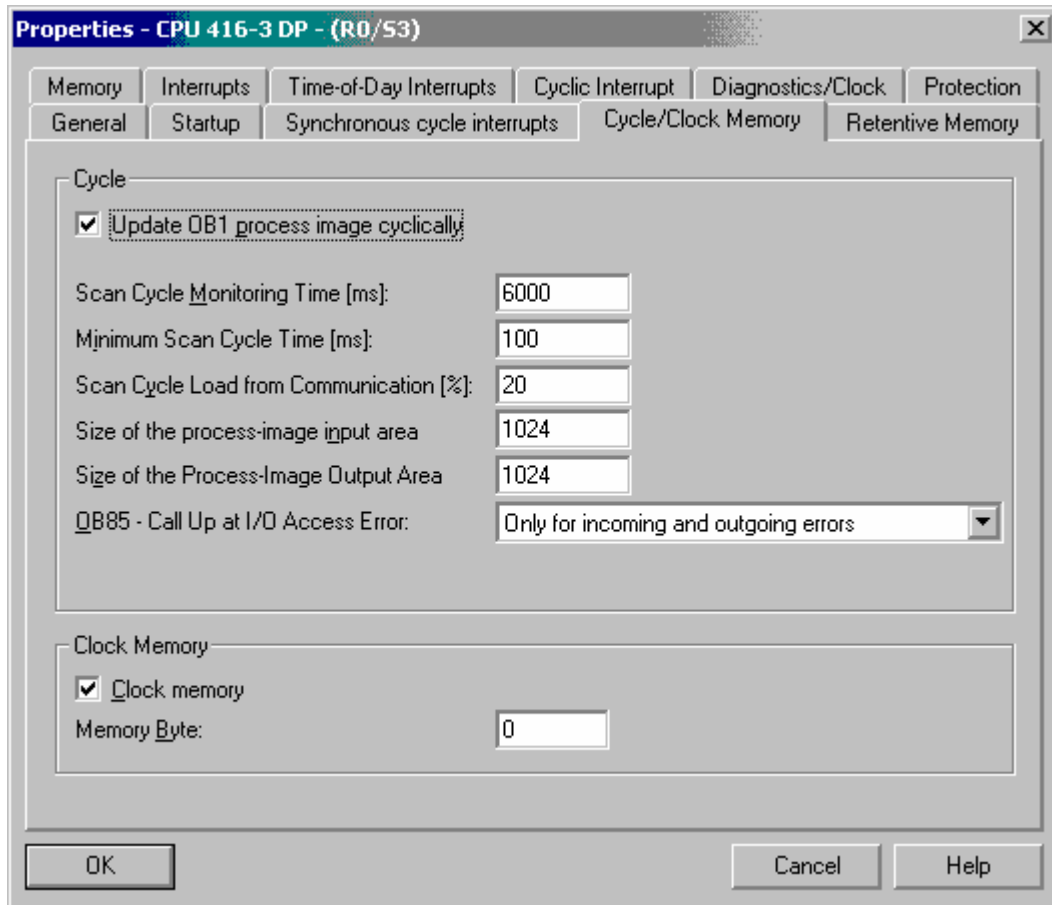 Properties - CPU 416-3 DP - (R0/S3)
Memory Interrupts Time-of-Day Interrupts Cyclic Interrupt Diagnostics/Clock Protection
General Startup Synchronous cycle interrupts Cycle/Clock Memory Retentive Memory
Cycle
Update OB1 process image cyclically
Scan Cycle Monitoring Time [ms]: 6000
Minimum Scan Cycle Time [ms]: 100
Scan Cycle Load from Communication [%]: 20
Size of the process-image input area 1024
Size of the Process-Image Output Area 1024
OB85 - Call Up at I/O Access Error: Only for incoming and outgoing errors
Clock Memory
Clock memory
Memory Byte: 0
OK Cancel Help